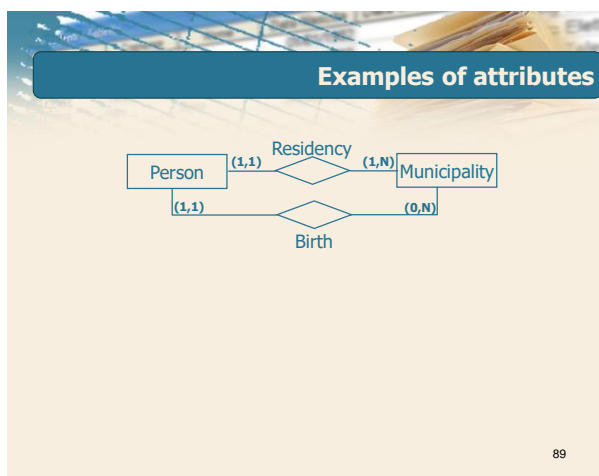 Examples of attributes
Residency
Person (1,1) (1,N) Municipality
(1,1) (0,N)
Birth
89